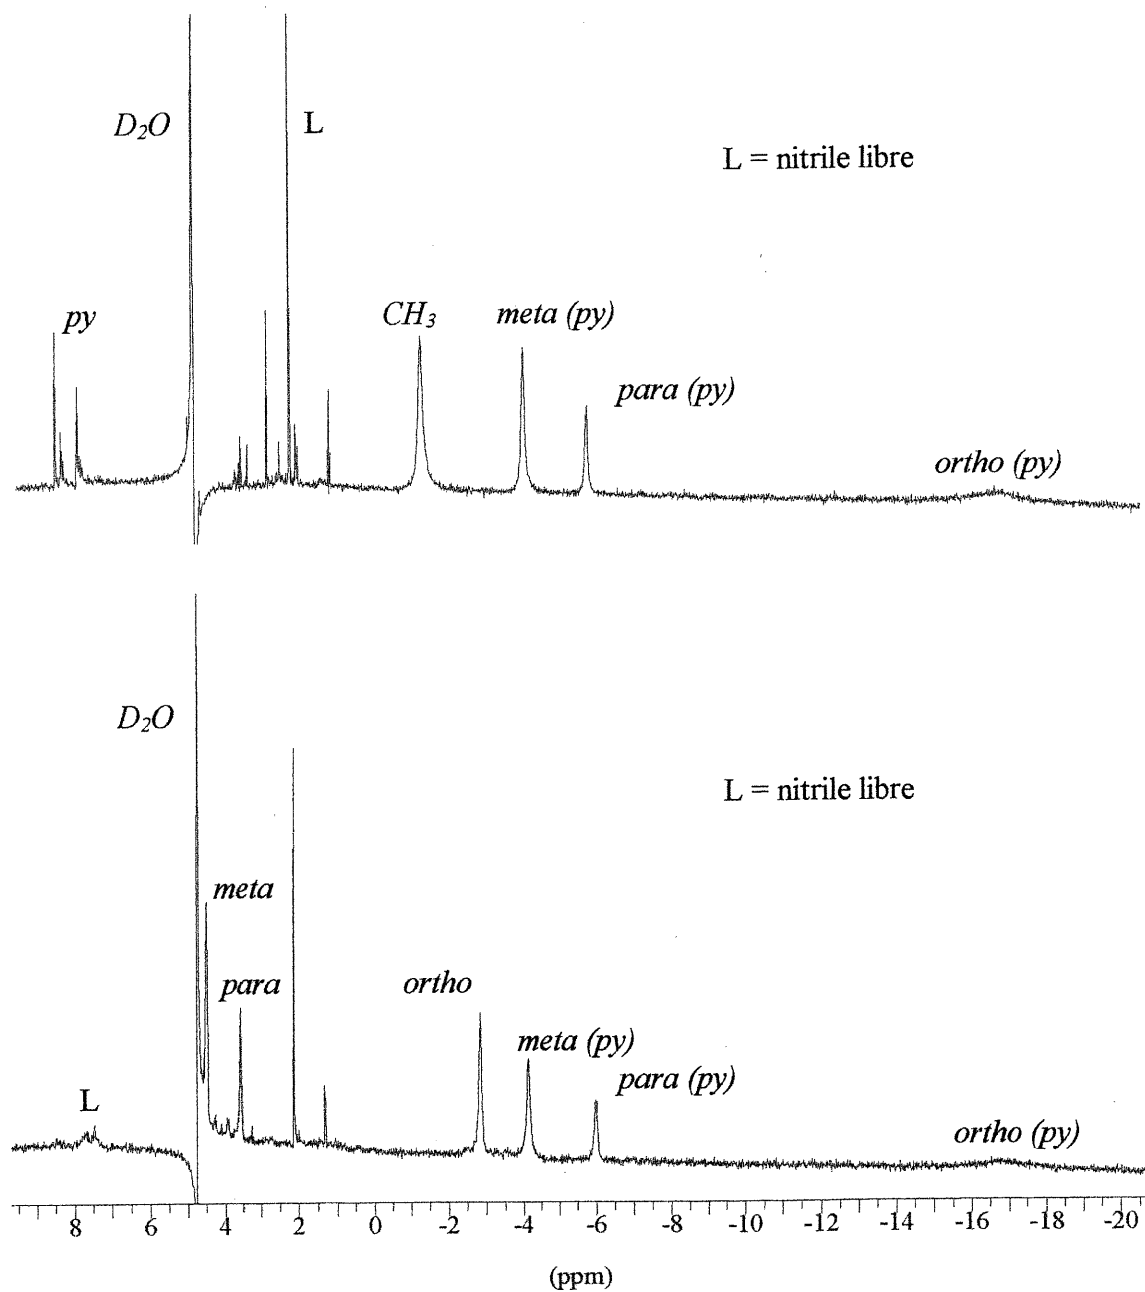 D₂O
L
L = nitrile libre
py
CH₃
meta (py)
para (py)
ortho (py)
D₂O
L = nitrile libre
meta
para
ortho
meta (py)
para (py)
L
ortho (py)
8 6 4 2 0 -2 -4 -6 -8 -10 -12 -14 -16 -18 -20
(ppm)